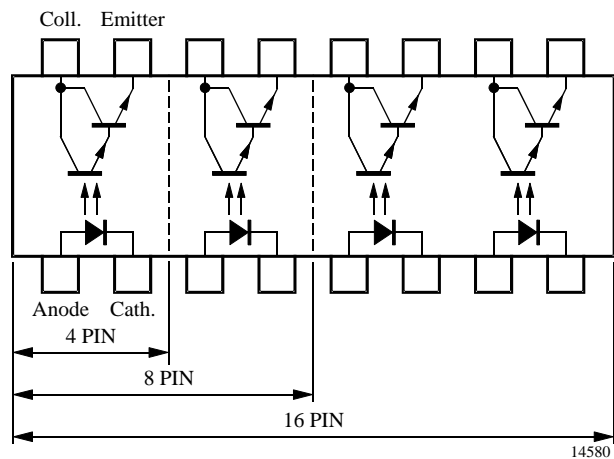 Coll. Emitter
Anode Cath.
4 PIN
8 PIN
16 PIN
14580